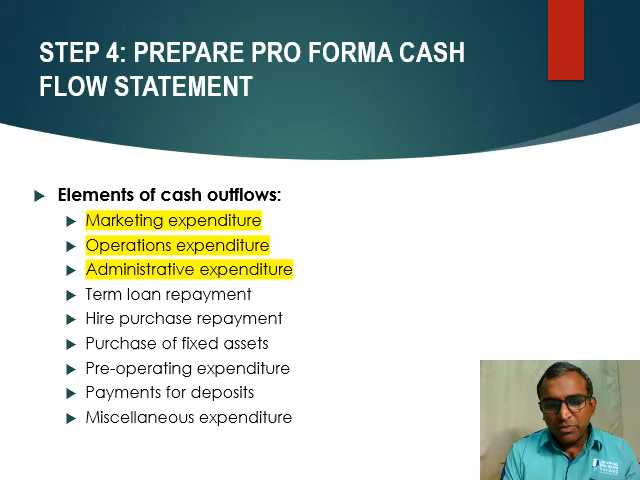 STEP 4: PREPARE PRO FORMA CASH
FLOW STATEMENT
Elements of cash outflows:
Marketing expenditure
Operations expenditure
Administrative expenditure
Term loan repayment
Hire purchase repayment
Purchase of fixed assets
Pre-operating expenditure
Payments for deposits
Miscellaneous expenditure